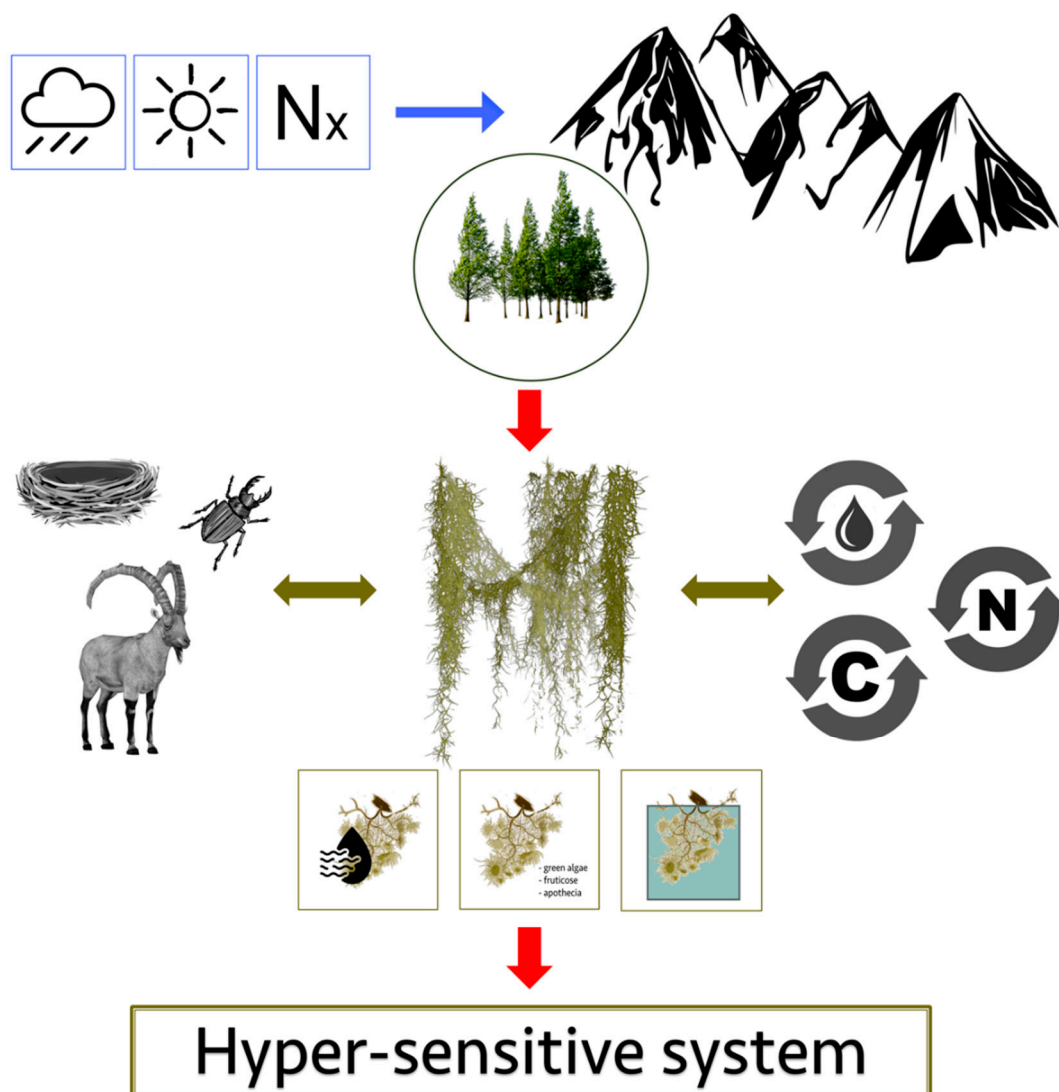 Nx
N
C
- green algae
- fruticose
- apothecia
Hyper-sensitive system